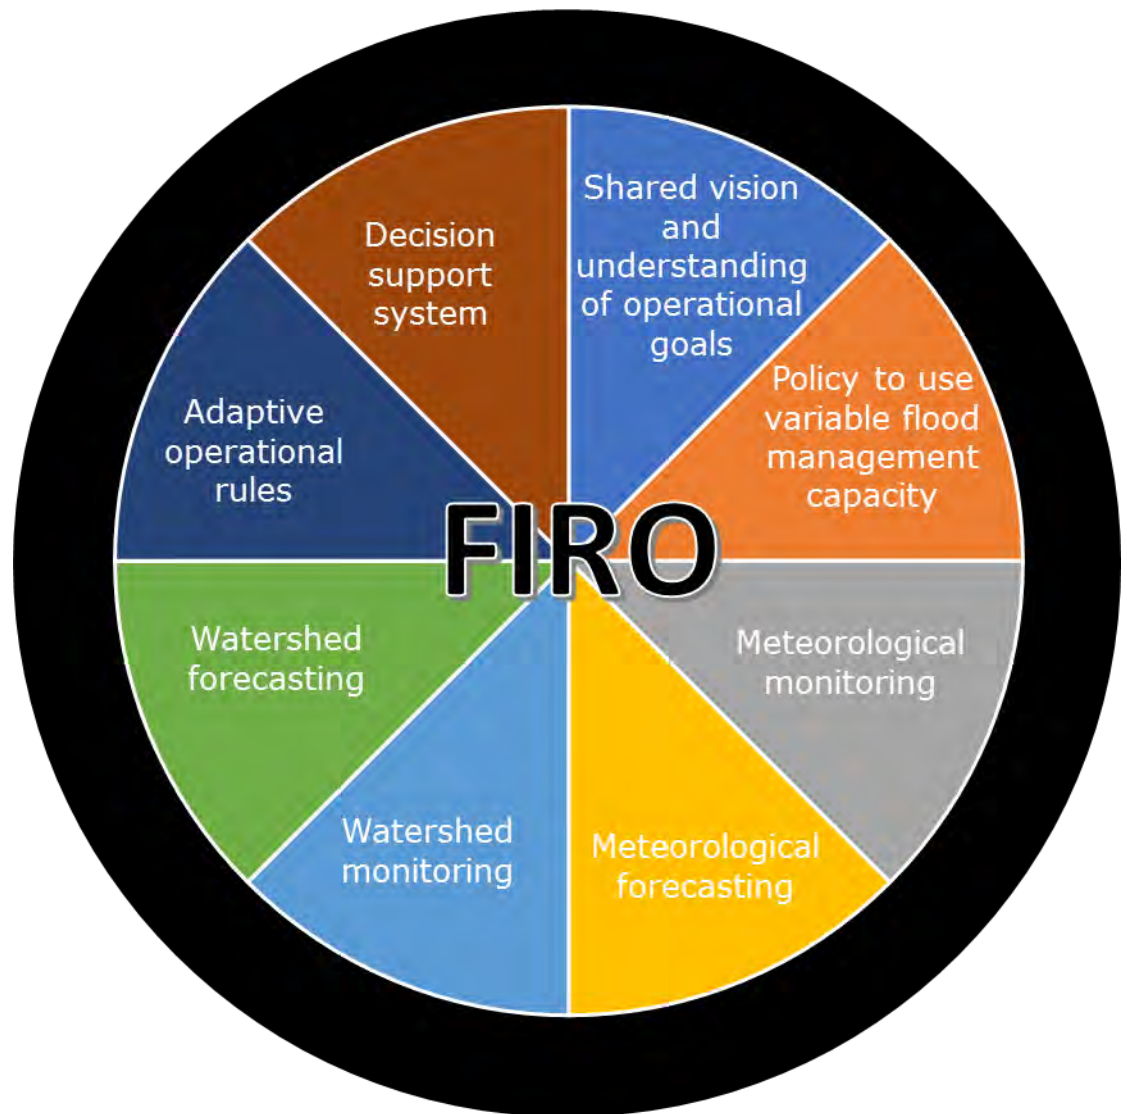 Shared vision
and
understanding
of operational
goals
Policy to use
variable flood
management
capacity
Meteorological
monitoring
Meteorological
forecasting
Watershed
monitoring
Watershed
forecasting
Adaptive
operational
rules
Decision
support
system
FIRO